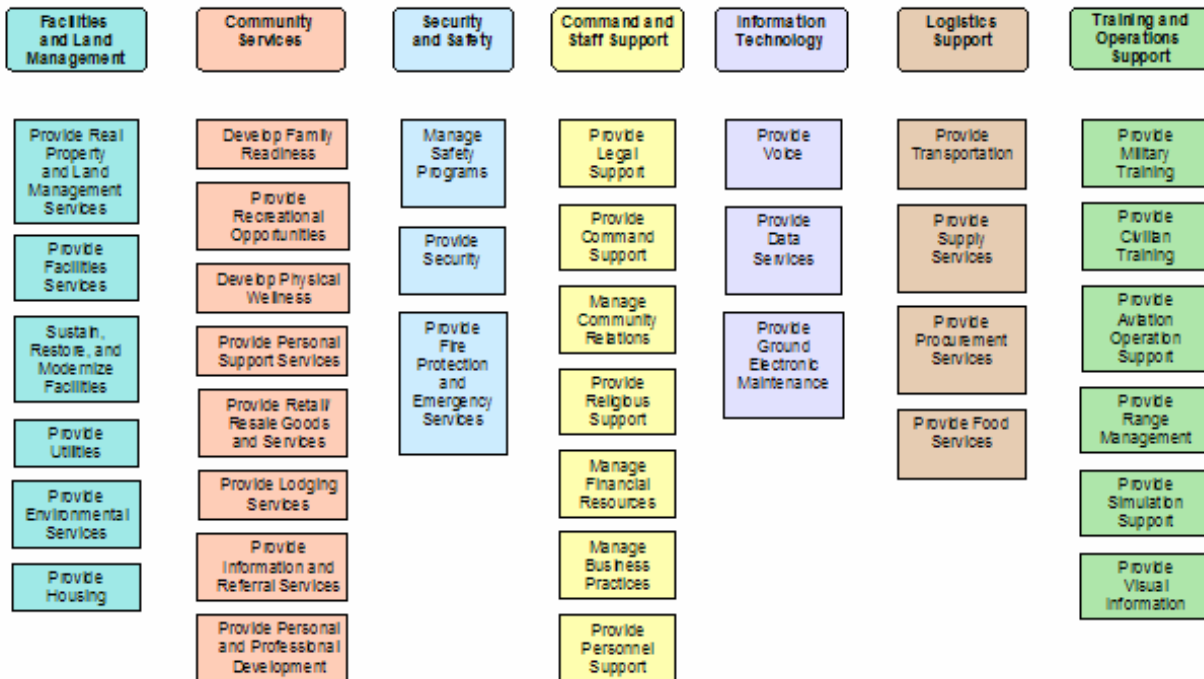 Facilities
and Land
Management
Community
Services
Security
and Safety
Command and
Staff Support
Information
Technology
Logistics
Support
Training and
Operations
Support
Provide Real
Property
and Land
Management
Services
Provide
Facilities
Services
Sustain,
Restore, and
Modernize
Facilities
Provide
Utilities
Provide
Environmental
Services
Provide
Housing
Develop Family
Readiness
Provide
Recreational
Opportunities
Develop Physical
Wellness
Provide Personal
Support Services
Provide Retail/
Resale Goods
and Services
Provide Lodging
Services
Provide
Information and
Referral Services
Provide Personal
and Professional
Development
Manage
Safety
Programs
Provide
Security
Provide
Fire
Protection
and
Emergency
Services
Provide
Legal
Support
Provide
Command
Support
Manage
Community
Relations
Provide
Religious
Support
Manage
Financial
Resources
Manage
Business
Practices
Provide
Personnel
Support
Provide
Voice
Provide
Data
Services
Provide
Ground
Electronic
Maintenance
Provide
Transportation
Provide
Supply
Services
Provide
Procurement
Services
Provide Food
Services
Provide
Military
Training
Provide
Civilian
Training
Provide
Aviation
Operation
Support
Provide
Range
Management
Provide
Simulation
Support
Provide
Visual
Information